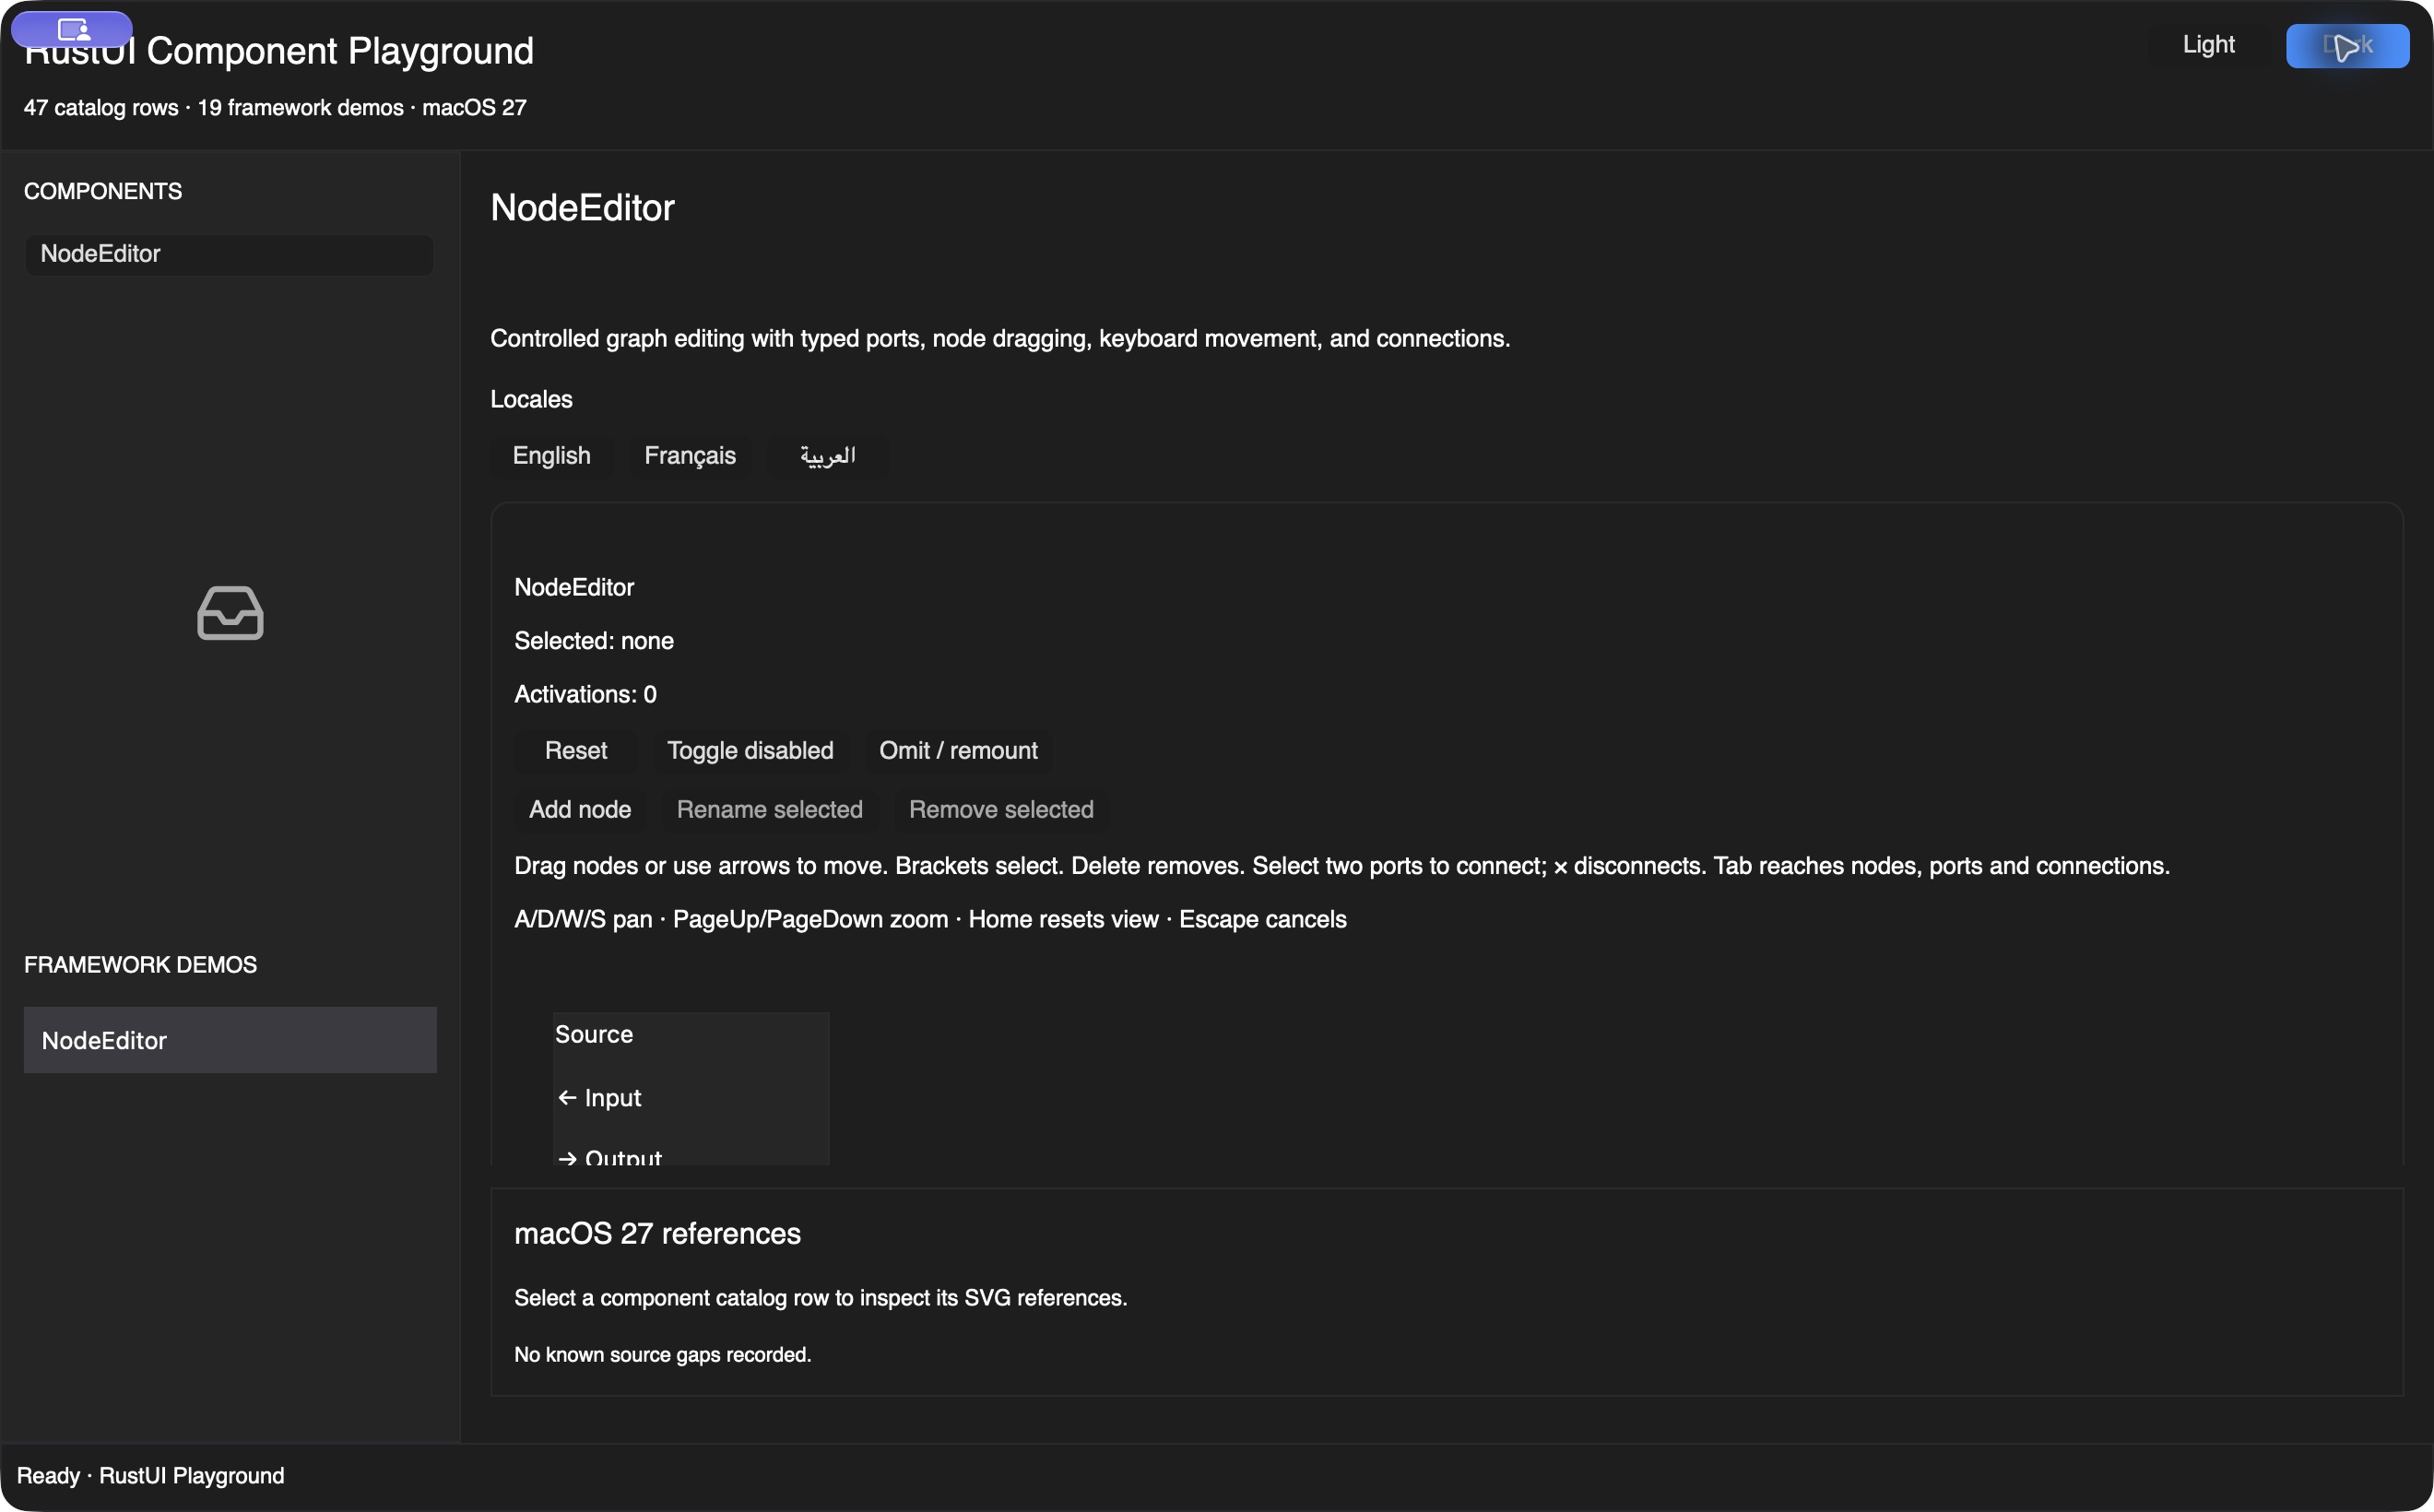 RustUI Component Playground
Light
47 catalog rows · 19 framework demos · macOS 27
COMPONENTS
NodeEditor
NodeEditor
Controlled graph editing with typed ports, node dragging, keyboard movement, and connections.
Locales
English Français العربية
NodeEditor
Selected: none
Activations: 0
Reset Toggle disabled Omit / remount
Add node Rename selected Remove selected
Drag nodes or use arrows to move. Brackets select. Delete removes. Select two ports to connect; × disconnects. Tab reaches nodes, ports and connections.
A/D/W/S pan · PageUp/PageDown zoom · Home resets view · Escape cancels
FRAMEWORK DEMOS
NodeEditor
Source
← Input
→ Output
macOS 27 references
Select a component catalog row to inspect its SVG references.
No known source gaps recorded.
Ready · RustUI Playground